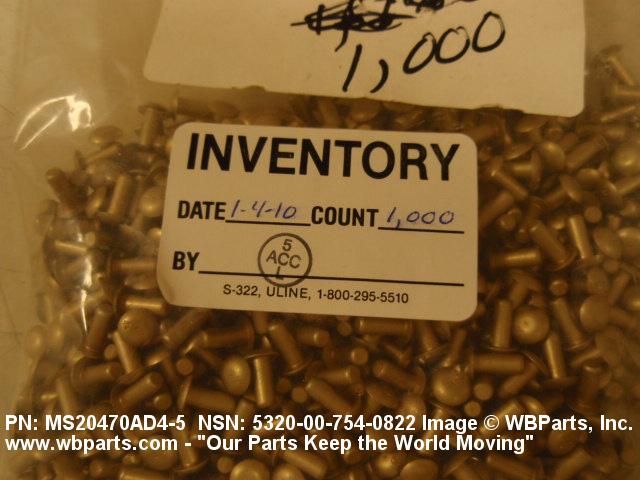 1,000
INVENTORY
DATE 1-4-10 COUNT 1,000
BY
5
ACC
L
S-322, ULINE, 1-800-295-5510
PN: MS20470AD4-5 NSN: 5320-00-754-0822 Image © WBParts, Inc.
www.wbparts.com - "Our Parts Keep the World Moving"